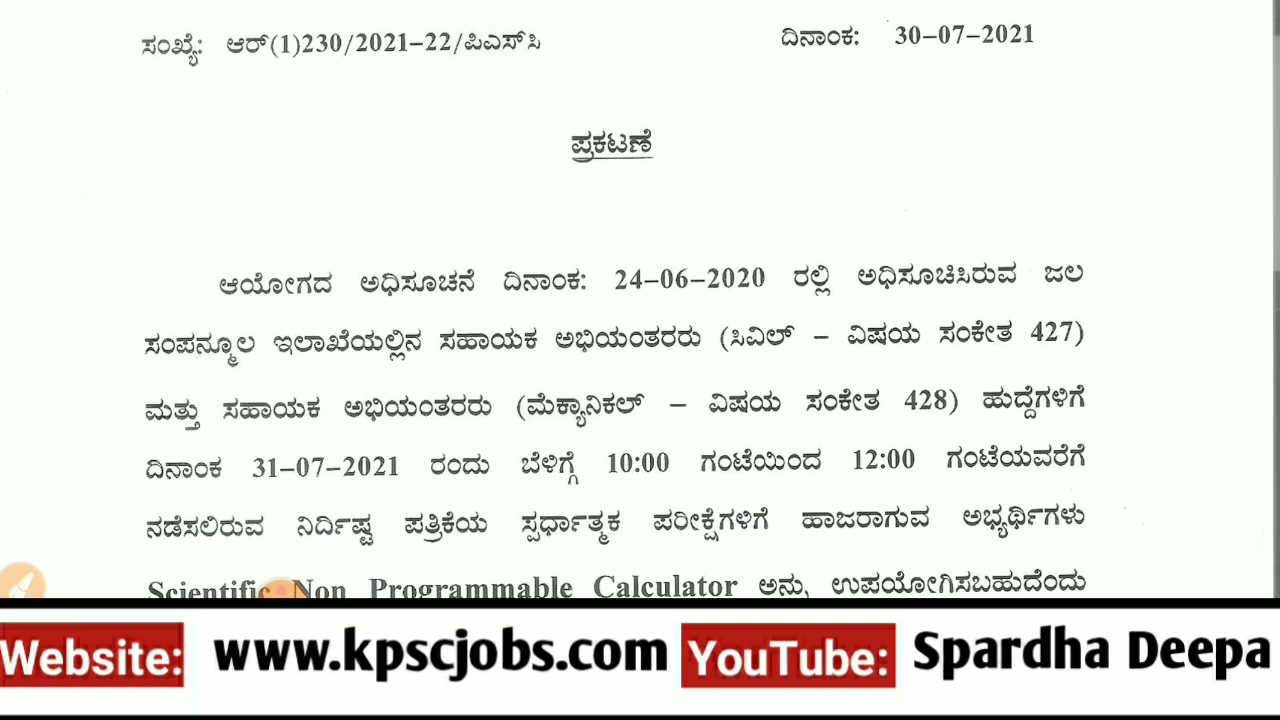 ಸಂಖ್ಯೆ: ಆರ್(1)230/2021-22/ಪಿಎಸ್‌ಸಿ ದಿನಾಂಕ: 30-07-2021
ಪ್ರಕಟಣೆ
ಆಯೋಗದ ಅಧಿಸೂಚನೆ ದಿನಾಂಕ: 24-06-2020 ರಲ್ಲಿ ಅಧಿಸೂಚಿಸಿರುವ ಜಲ
ಸಂಪನ್ಮೂಲ ಇಲಾಖೆಯಲ್ಲಿನ ಸಹಾಯಕ ಅಭಿಯಂತರರು (ಸಿವಿಲ್ – ವಿಷಯ ಸಂಕೇತ 427)
ಮತ್ತು ಸಹಾಯಕ ಅಭಿಯಂತರರು (ಮೆಕ್ಯಾನಿಕಲ್ – ವಿಷಯ ಸಂಕೇತ 428) ಹುದ್ದೆಗಳಿಗೆ
ದಿನಾಂಕ 31-07-2021 ರಂದು ಬೆಳಿಗ್ಗೆ 10:00 ಗಂಟೆಯಿಂದ 12:00 ಗಂಟೆಯವರೆಗೆ
ನಡೆಸಲಿರುವ ನಿರ್ದಿಷ್ಟ ಪತ್ರಿಕೆಯ ಸ್ಪರ್ಧಾತ್ಮಕ ಪರೀಕ್ಷೆಗಳಿಗೆ ಹಾಜರಾಗುವ ಅಭ್ಯರ್ಥಿಗಳು
Scientific Non Programmable Calculator ಅನ್ನು ಉಪಯೋಗಿಸಬಹುದೆಂದು
Website: www.kpscjobs.com YouTube: Spardha Deepa